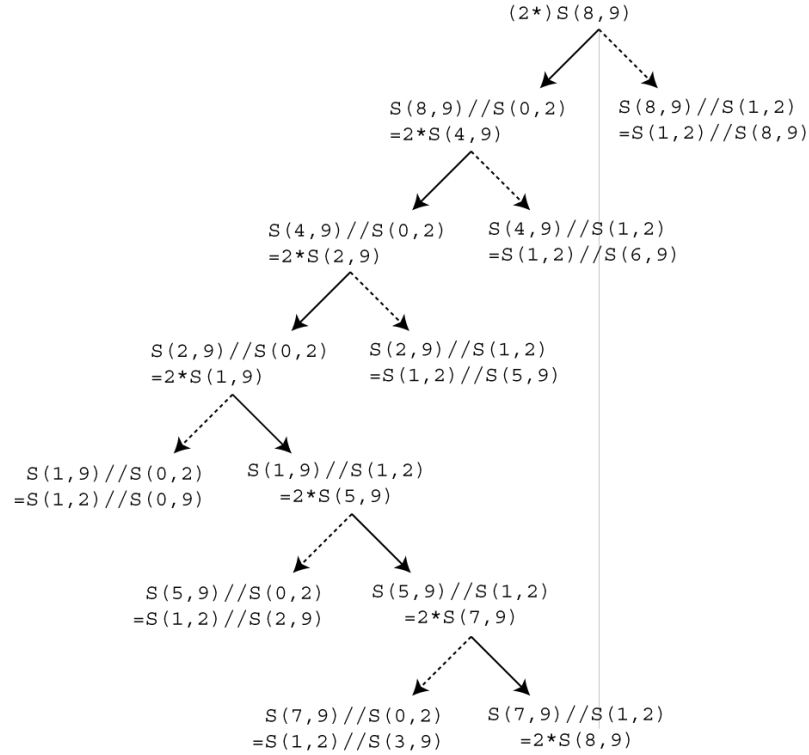 (2*)S(8,9)
S(8,9)//S(0,2)
=2*S(4,9)
S(8,9)//S(1,2)
=S(1,2)//S(8,9)
S(4,9)//S(0,2)
=2*S(2,9)
S(4,9)//S(1,2)
=S(1,2)//S(6,9)
S(2,9)//S(0,2)
=2*S(1,9)
S(2,9)//S(1,2)
=S(1,2)//S(5,9)
S(1,9)//S(0,2)
=S(1,2)//S(0,9)
S(1,9)//S(1,2)
=2*S(5,9)
S(5,9)//S(0,2)
=S(1,2)//S(2,9)
S(5,9)//S(1,2)
=2*S(7,9)
S(7,9)//S(0,2)
=S(1,2)//S(3,9)
S(7,9)//S(1,2)
=2*S(8,9)